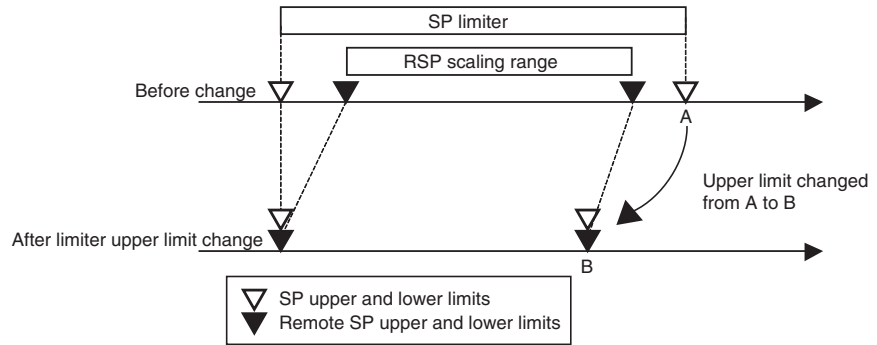 SP limiter
RSP scaling range
Before change
A
Upper limit changed
from A to B
After limiter upper limit change
B
SP upper and lower limits
Remote SP upper and lower limits